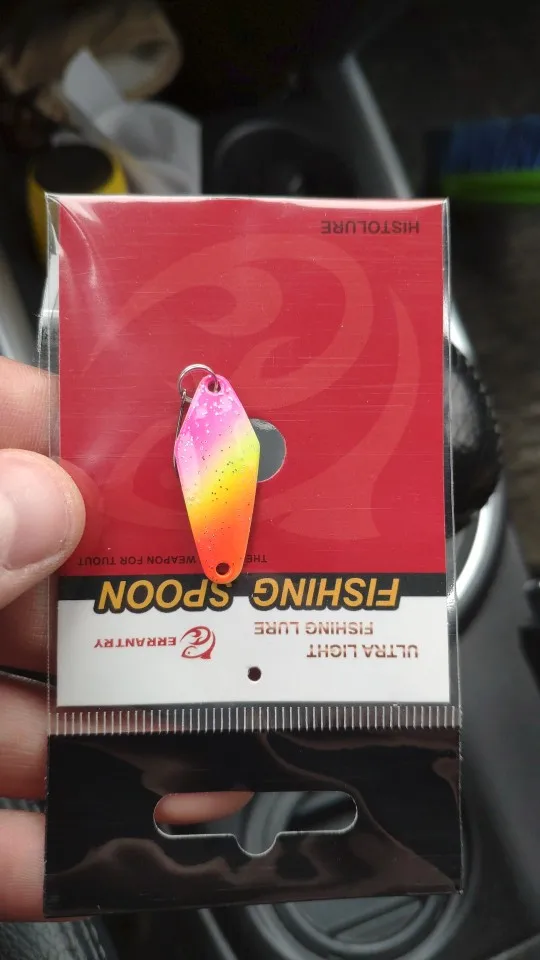 ULTRA LIGHT
FISHING LURE
ERRANTRY
FISHING SPOON
THE WEAPON FOR TUOUT
HISTOLURE